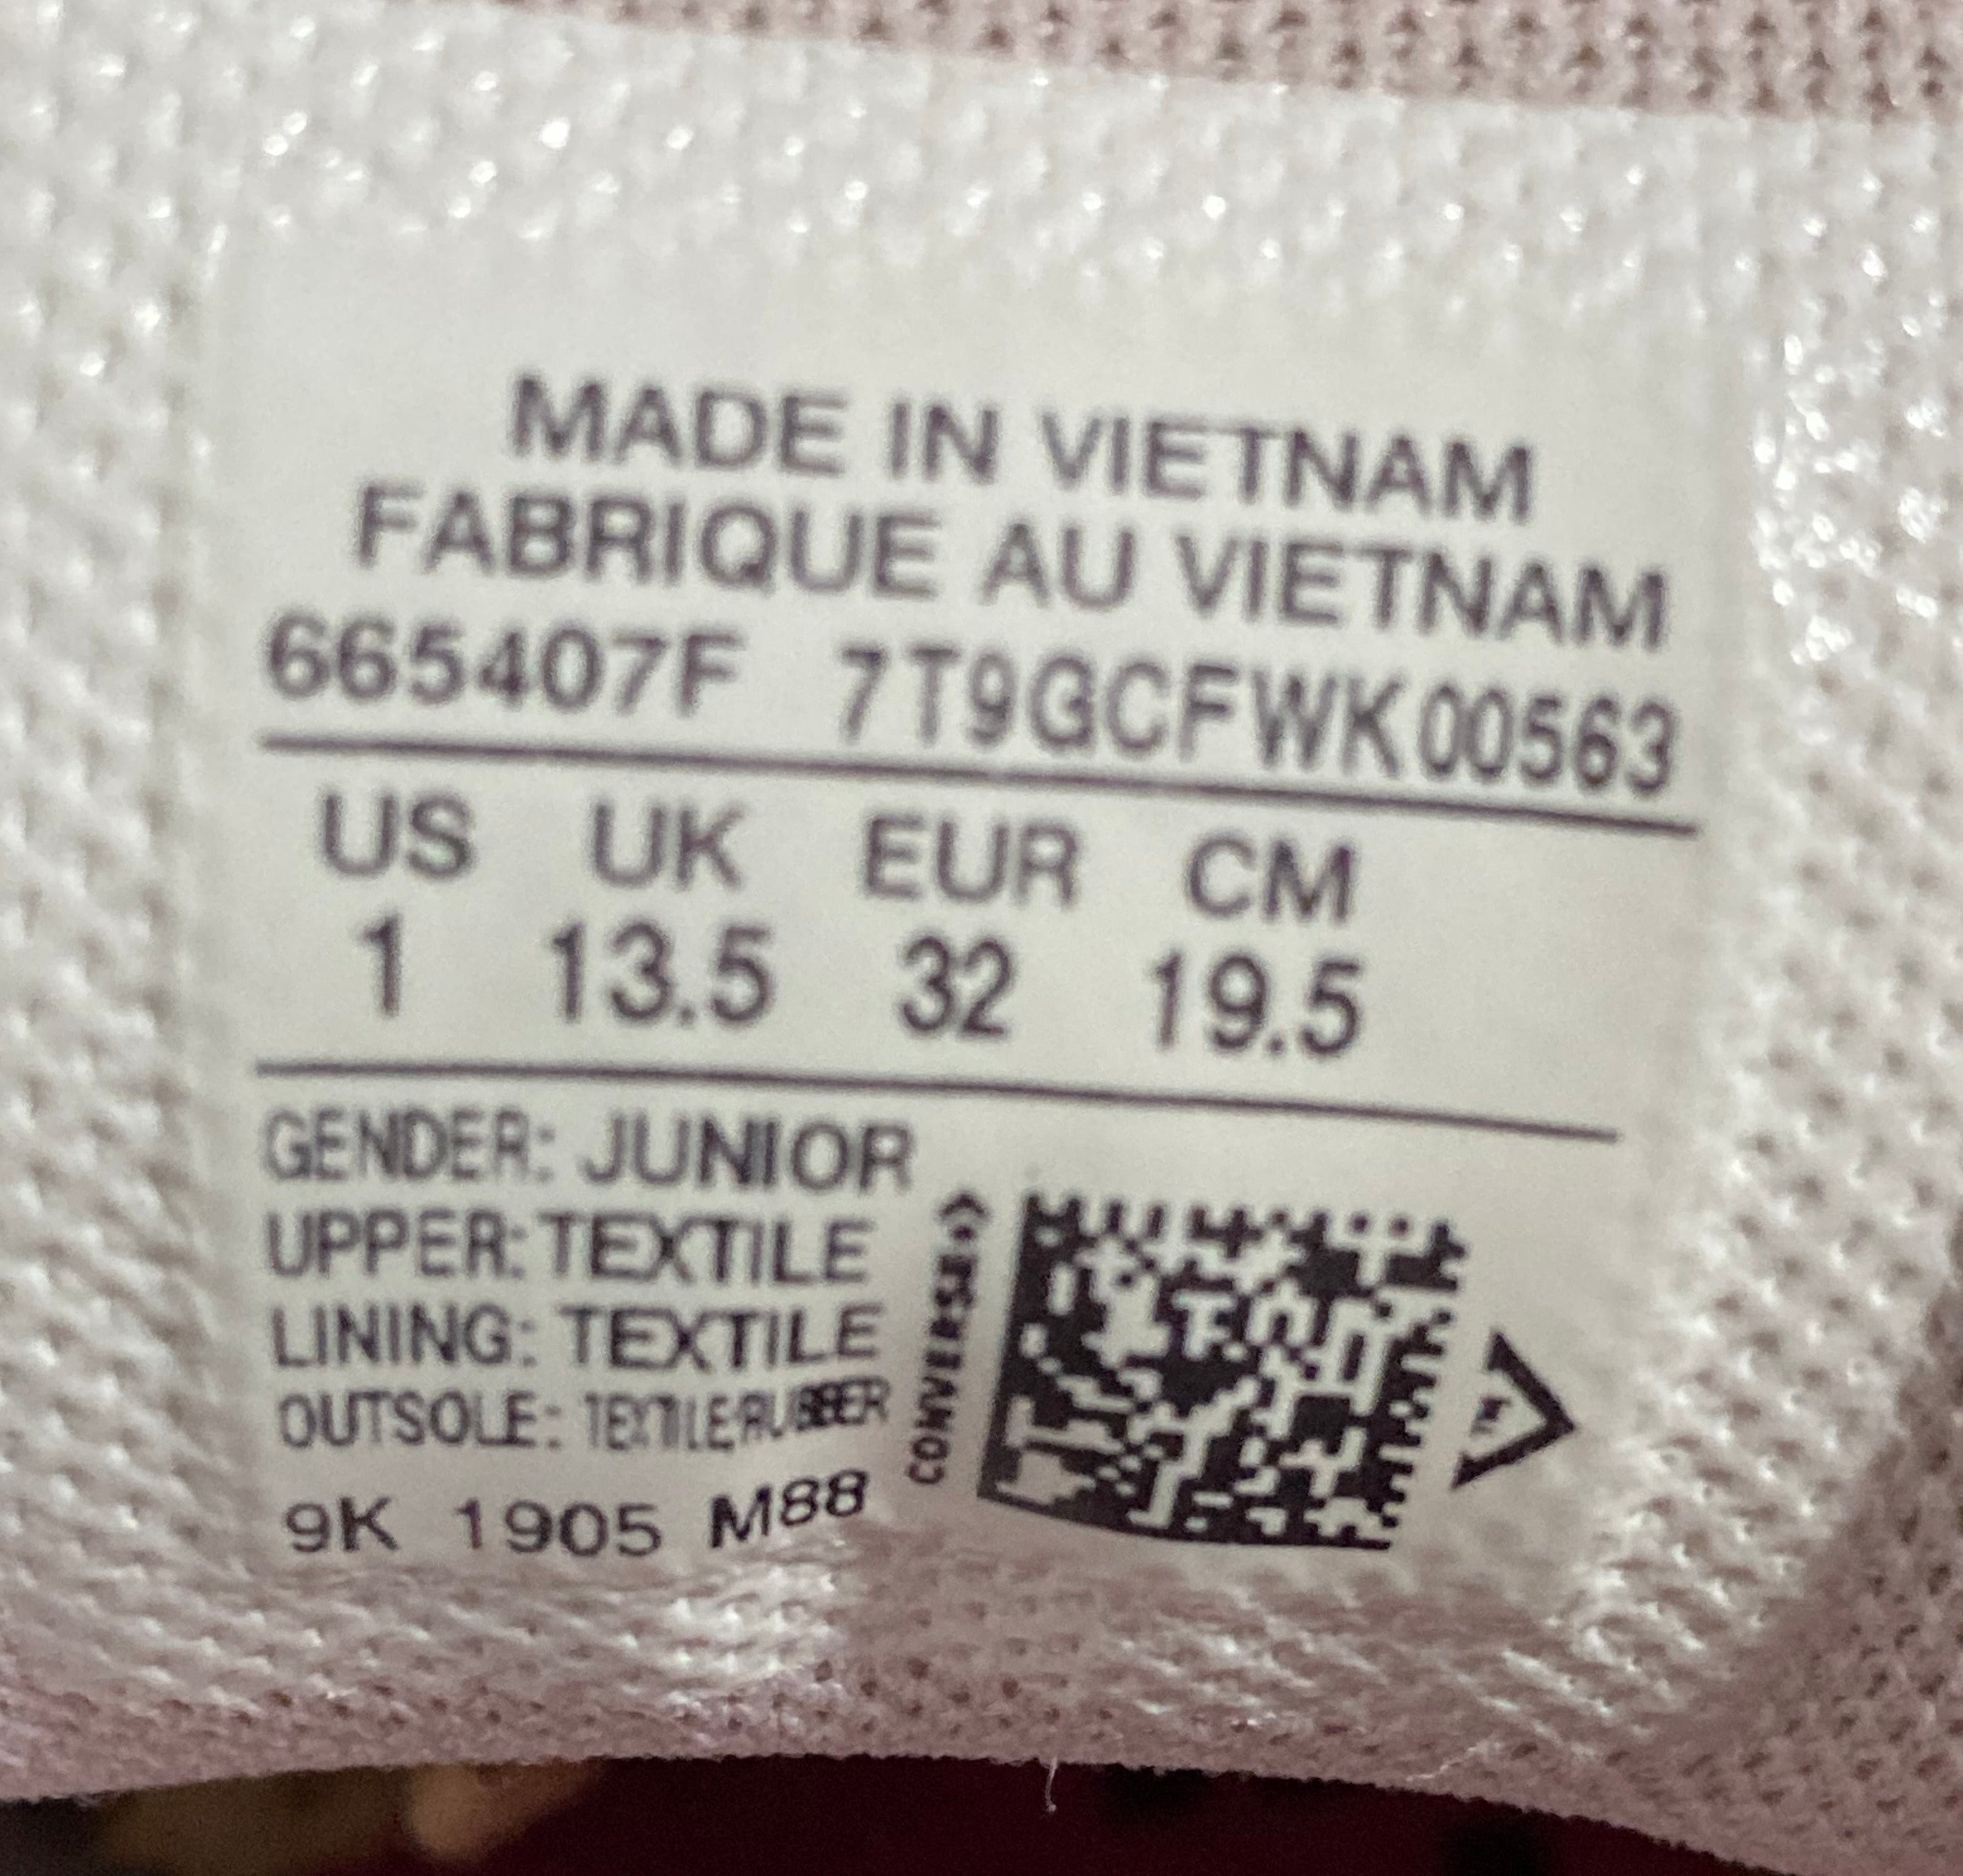 MADE IN VIETNAM
FABRIQUE AU VIETNAM
665407F 7T9GCFWK00563
US UK EUR CM
1 13.5 32 19.5
GENDER: JUNIOR
UPPER: TEXTILE
LINING: TEXTILE
OUTSOLE: TEXTILE/RUBBER
9K 1905 M88
CONVERSE